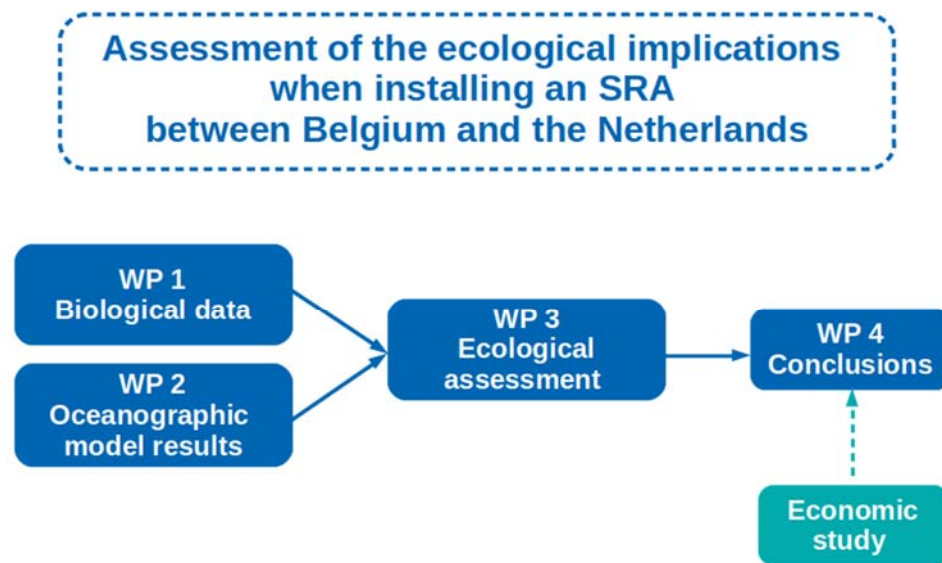 Assessment of the ecological implications
when installing an SRA
between Belgium and the Netherlands
WP 1
Biological data
WP 2
Oceanographic
model results
WP 3
Ecological
assessment
WP 4
Conclusions
Economic
study